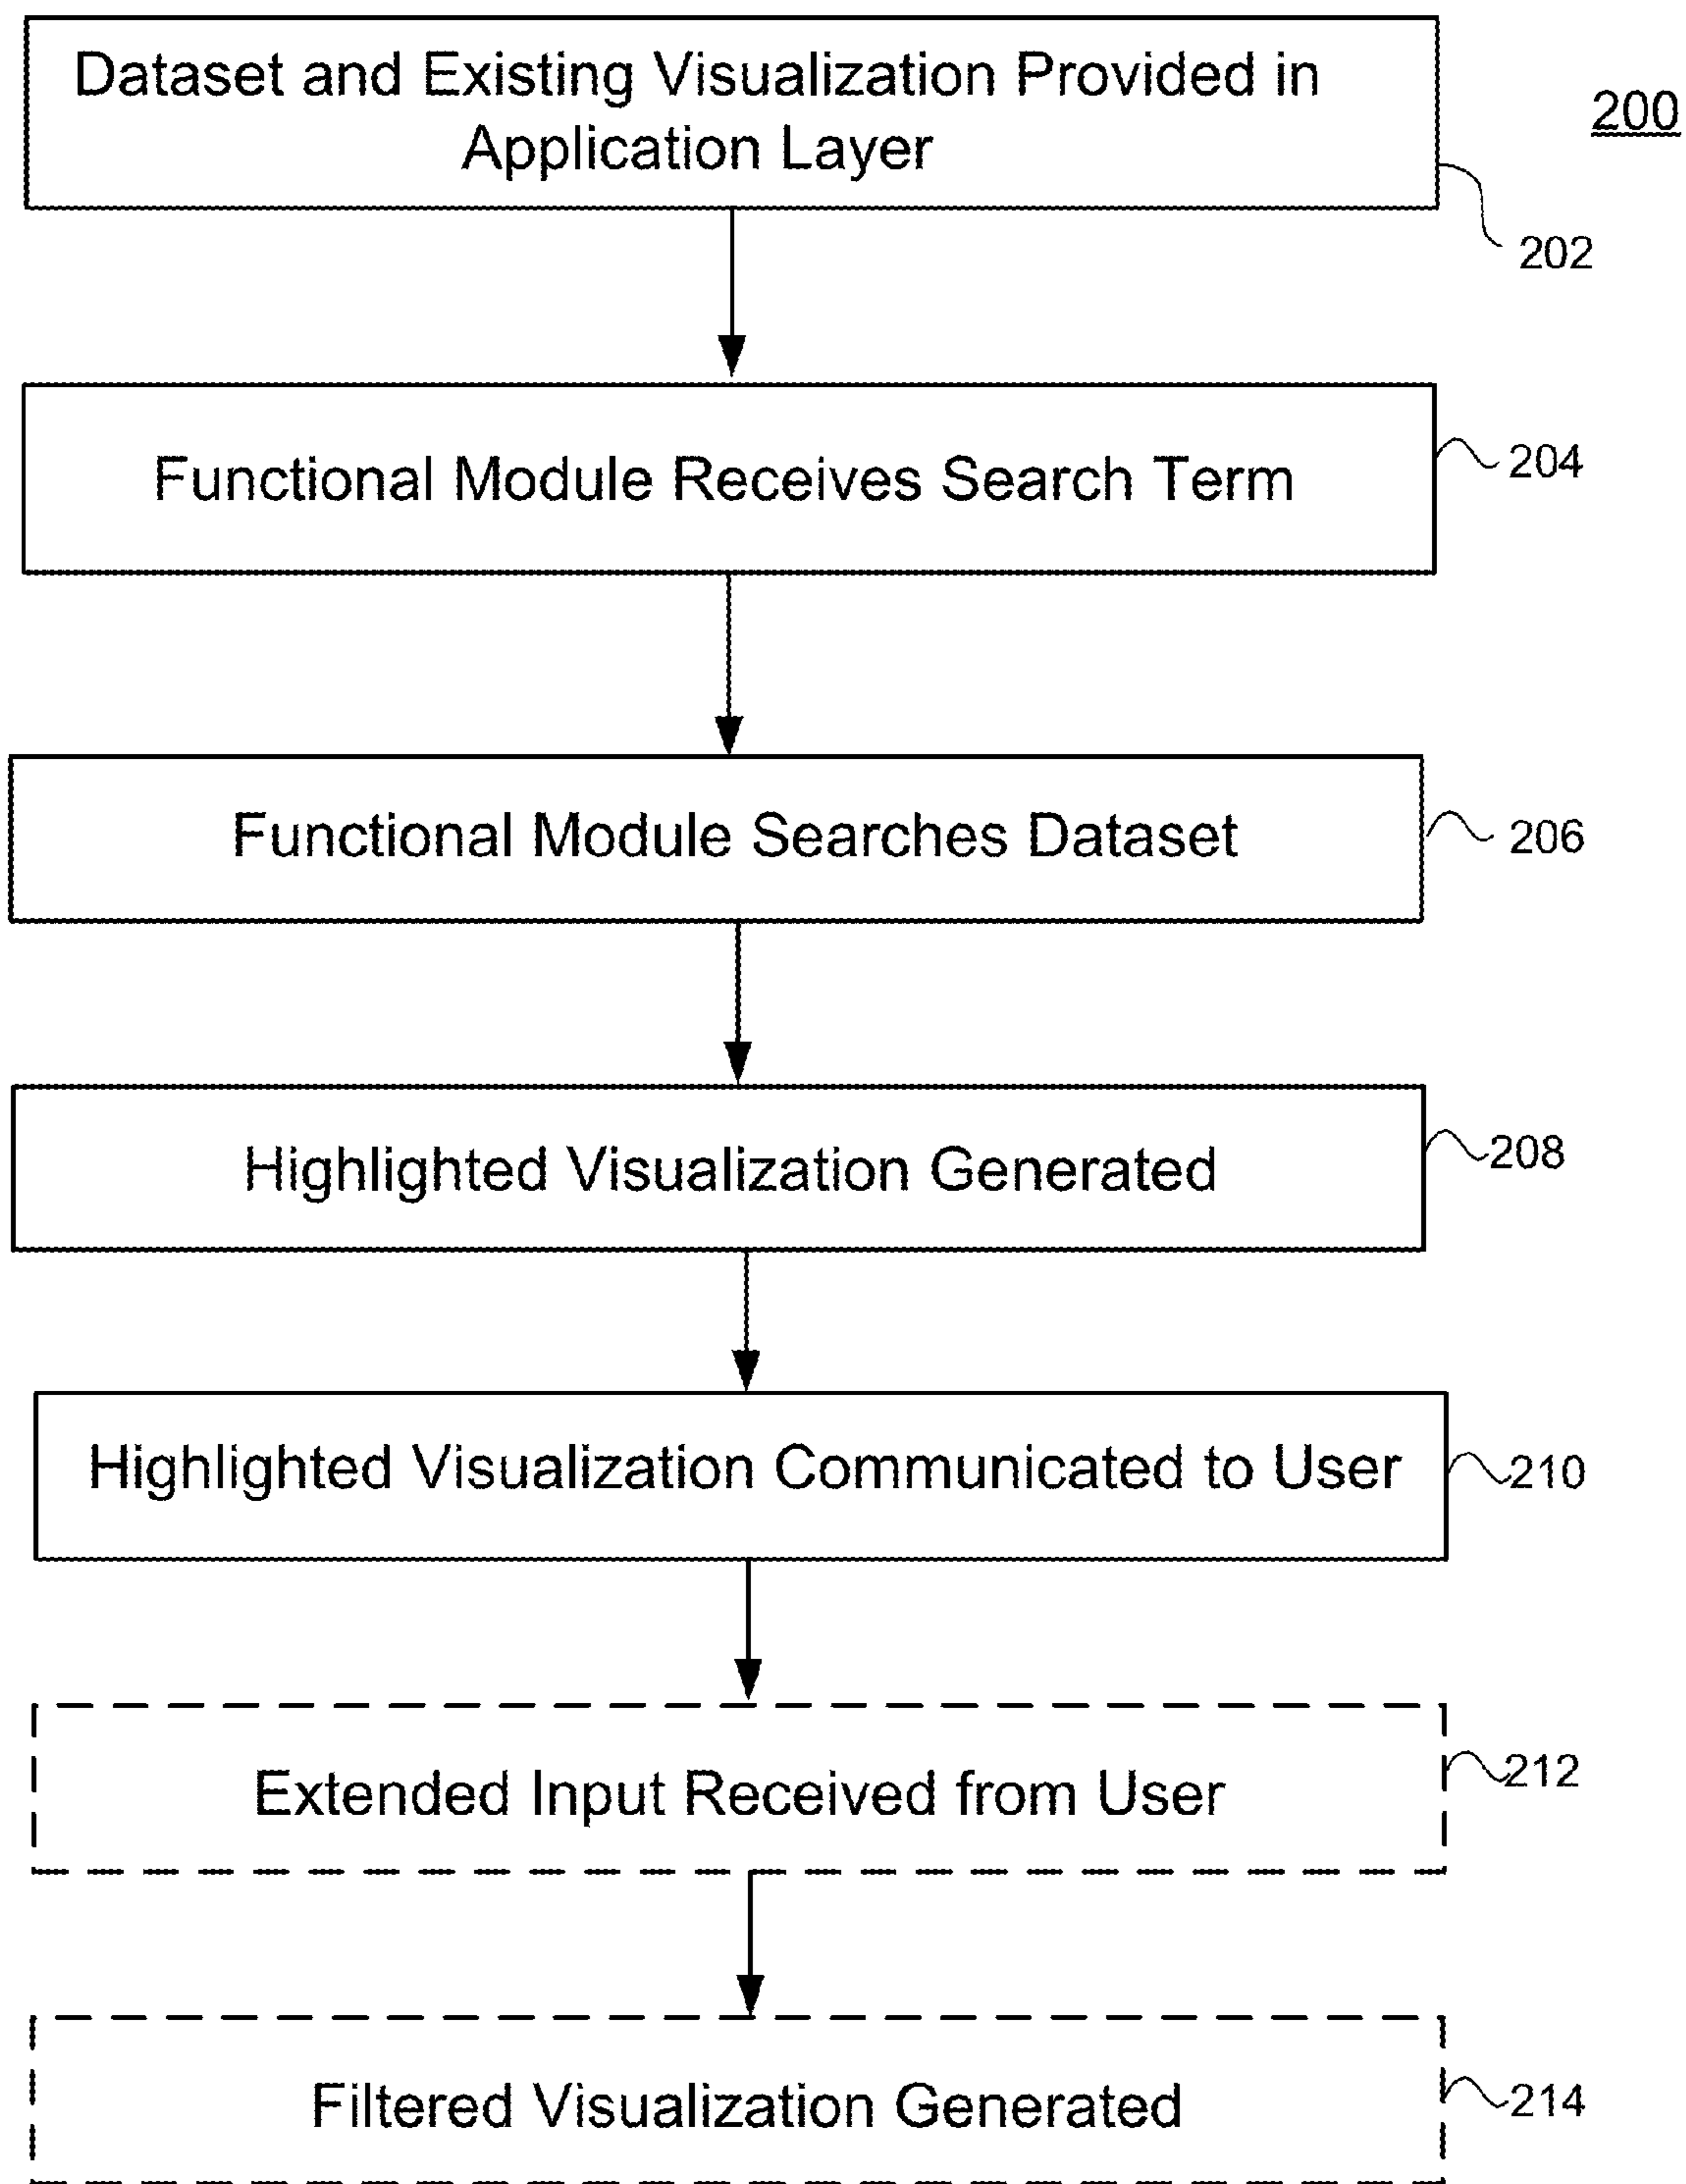 Dataset and Existing Visualization Provided in
Application Layer
200
202
Functional Module Receives Search Term
204
Functional Module Searches Dataset
206
Highlighted Visualization Generated
208
Highlighted Visualization Communicated to User
210
Extended Input Received from User
212
Filtered Visualization Generated
214